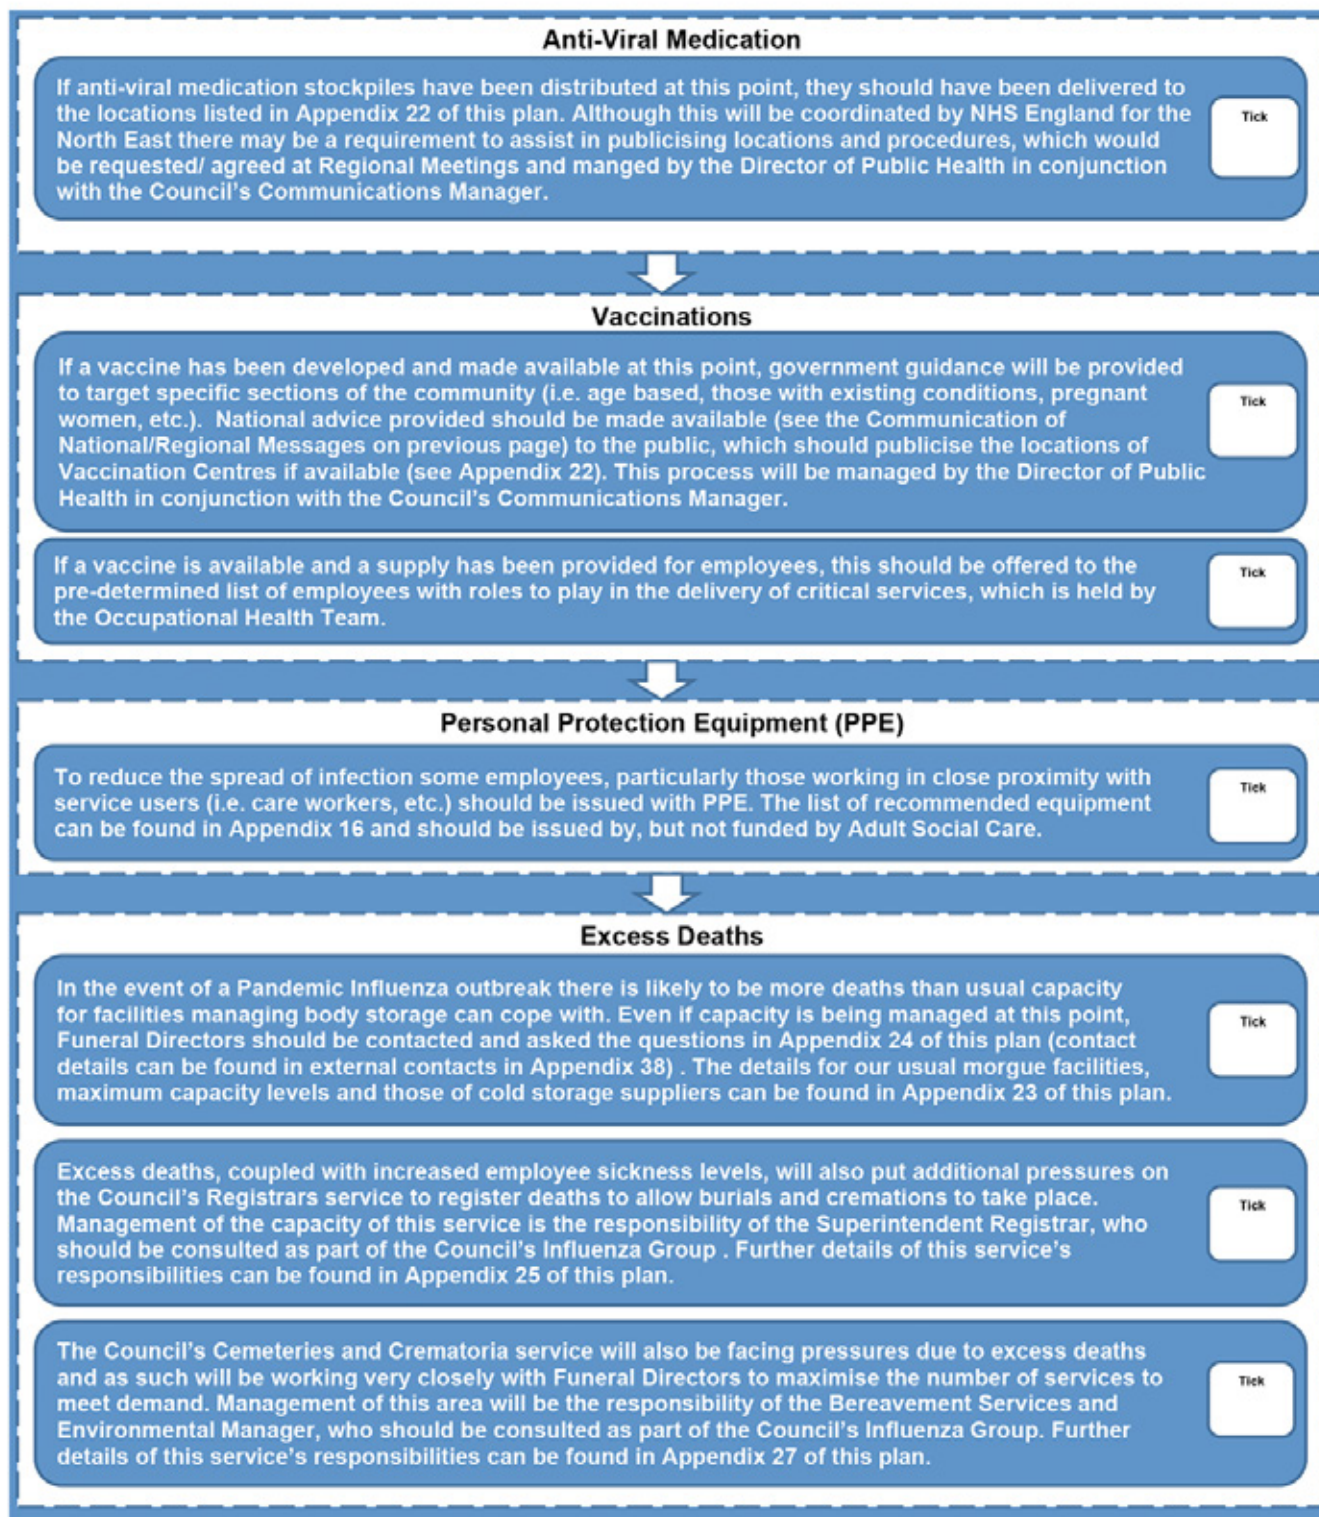 Anti-Viral Medication
If anti-viral medication stockpiles have been distributed at this point, they should have been delivered to
the locations listed in Appendix 22 of this plan. Although this will be coordinated by NHS England for the
North East there may be a requirement to assist in publicising locations and procedures, which would
be requested/ agreed at Regional Meetings and manged by the Director of Public Health in conjunction
with the Council's Communications Manager.
Tick
Vaccinations
If a vaccine has been developed and made available at this point, government guidance will be provided
to target specific sections of the community (i.e. age based, those with existing conditions, pregnant
women, etc.).  National advice provided should be made available (see the Communication of
National/Regional Messages on previous page) to the public, which should publicise the locations of
Vaccination Centres if available (see Appendix 22). This process will be managed by the Director of Public
Health in conjunction with the Council's Communications Manager.
Tick
If a vaccine is available and a supply has been provided for employees, this should be offered to the
pre-determined list of employees with roles to play in the delivery of critical services, which is held by
the Occupational Health Team.
Tick
Personal Protection Equipment (PPE)
To reduce the spread of infection some employees, particularly those working in close proximity with
service users (i.e. care workers, etc.) should be issued with PPE. The list of recommended equipment
can be found in Appendix 16 and should be issued by, but not funded by Adult Social Care.
Tick
Excess Deaths
In the event of a Pandemic Influenza outbreak there is likely to be more deaths than usual capacity
for facilities managing body storage can cope with. Even if capacity is being managed at this point,
Funeral Directors should be contacted and asked the questions in Appendix 24 of this plan (contact
details can be found in external contacts in Appendix 38) . The details for our usual morgue facilities,
maximum capacity levels and those of cold storage suppliers can be found in Appendix 23 of this plan.
Tick
Excess deaths, coupled with increased employee sickness levels, will also put additional pressures on
the Council's Registrars service to register deaths to allow burials and cremations to take place.
Management of the capacity of this service is the responsibility of the Superintendent Registrar, who
should be consulted as part of the Council's Influenza Group . Further details of this service's
responsibilities can be found in Appendix 25 of this plan.
Tick
The Council's Cemeteries and Crematoria service will also be facing pressures due to excess deaths
and as such will be working very closely with Funeral Directors to maximise the number of services to
meet demand. Management of this area will be the responsibility of the Bereavement Services and
Environmental Manager, who should be consulted as part of the Council's Influenza Group. Further
details of this service's responsibilities can be found in Appendix 27 of this plan.
Tick